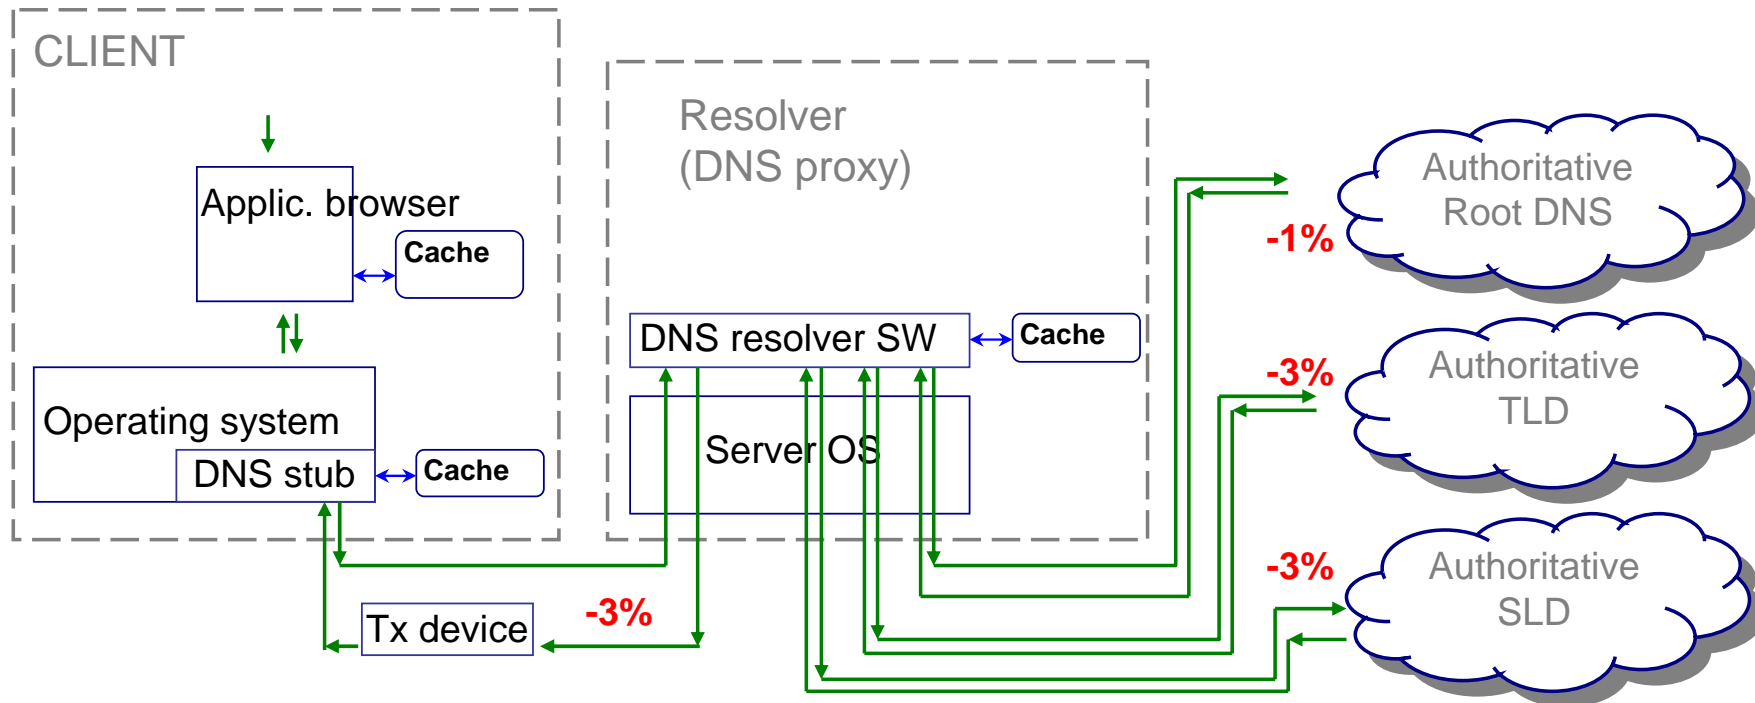 CLIENT
Applic. browser
Cache
Operating system
DNS stub
Cache
Tx device
-3%
Resolver
(DNS proxy)
DNS resolver SW
Cache
Server OS
Authoritative
Root DNS
-1%
Authoritative
TLD
-3%
Authoritative
SLD
-3%